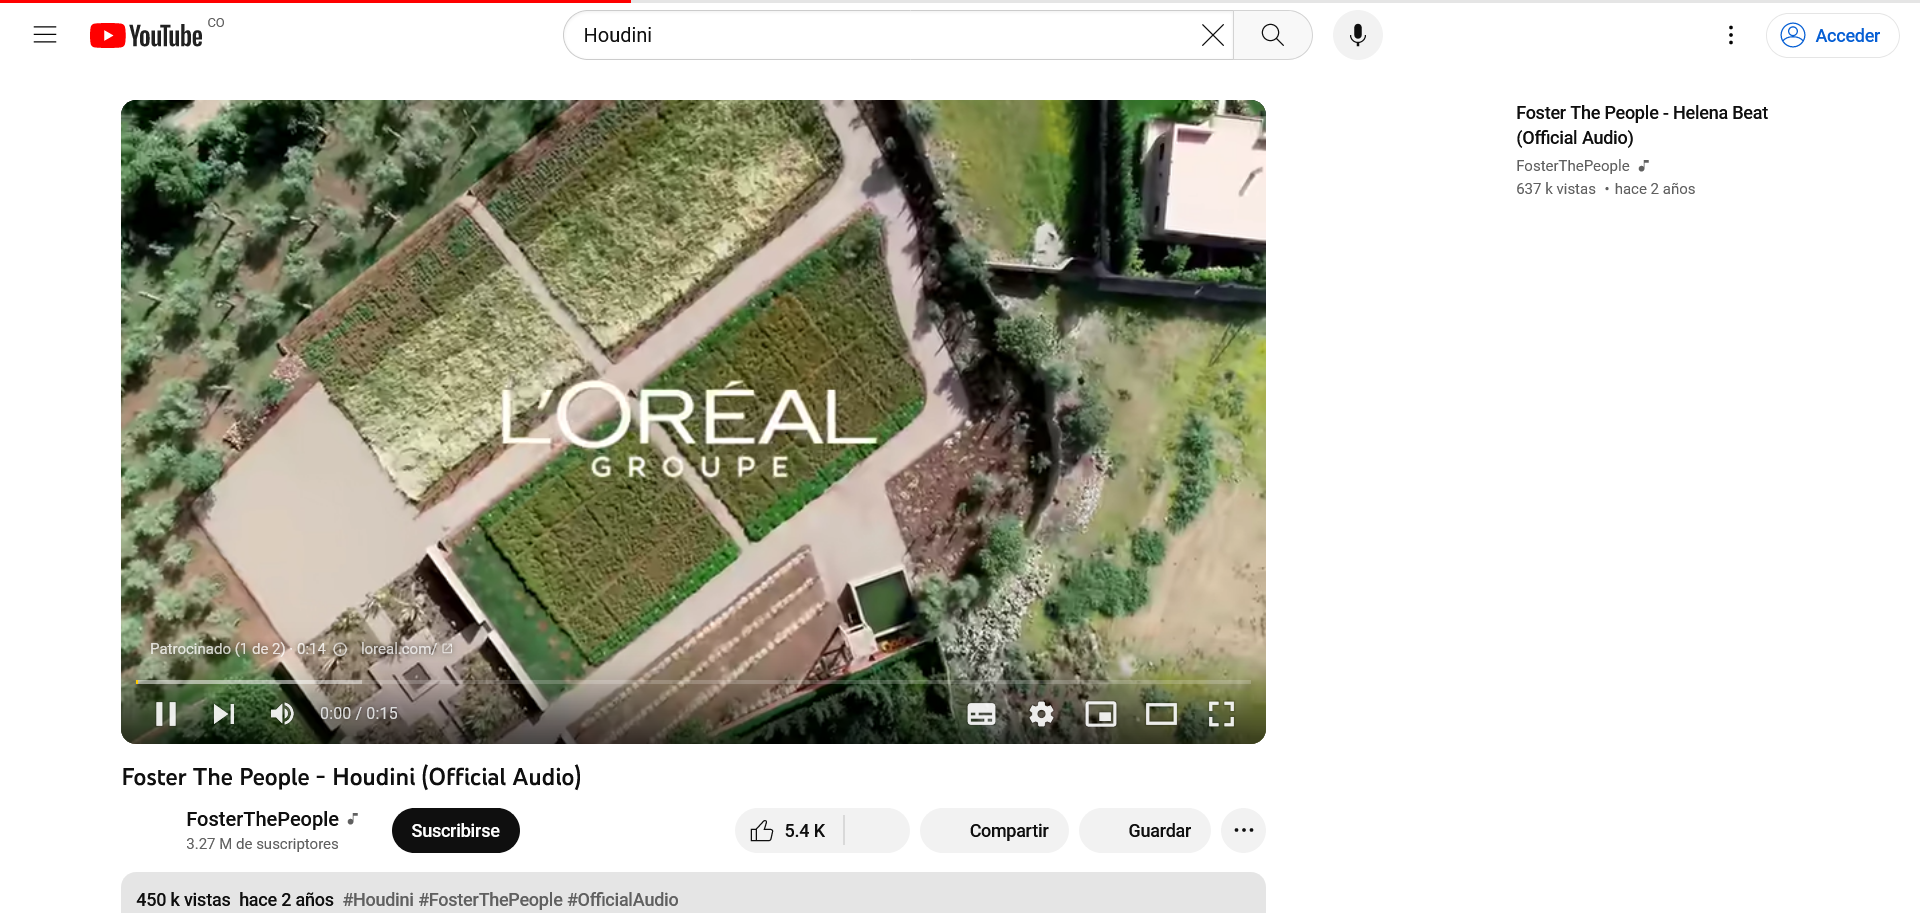 YouTube CO
Houdini
Acceder
L'ORÉAL
GROUPE
Patrocinado (1 de 2) · 0:14 loreal.com/
0:00 / 0:15
Foster The People - Houdini (Official Audio)
FosterThePeople
3.27 M de suscriptores
Suscribirse
5.4 K
Compartir
Guardar
450 k vistas hace 2 años #Houdini #FosterThePeople #OfficialAudio
Foster The People - Helena Beat
(Official Audio)
FosterThePeople
637 k vistas • hace 2 años